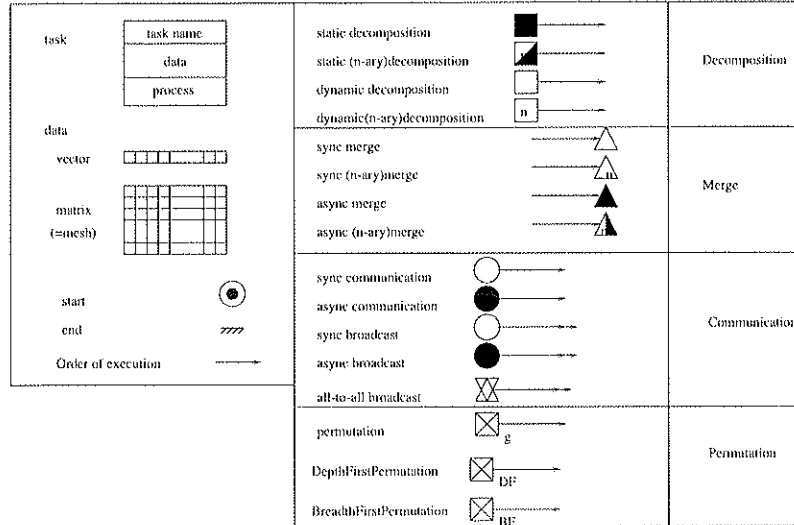 task
task name
data
process
data
vector
matrix
(=mesh)
start
end
Order of execution
static decomposition
static (n-ary)decomposition
n
dynamic decomposition
dynamic(n-ary)decomposition
n
Decomposition
sync merge
sync (n-ary)merge
n
async merge
async (n-ary)merge
Merge
sync communication
async communication
sync broadcast
async broadcast
all-to-all broadcast
Communication
permutation
g
DepthFirstPermutation
DF
BreadthFirstPermutation
BF
Permutation